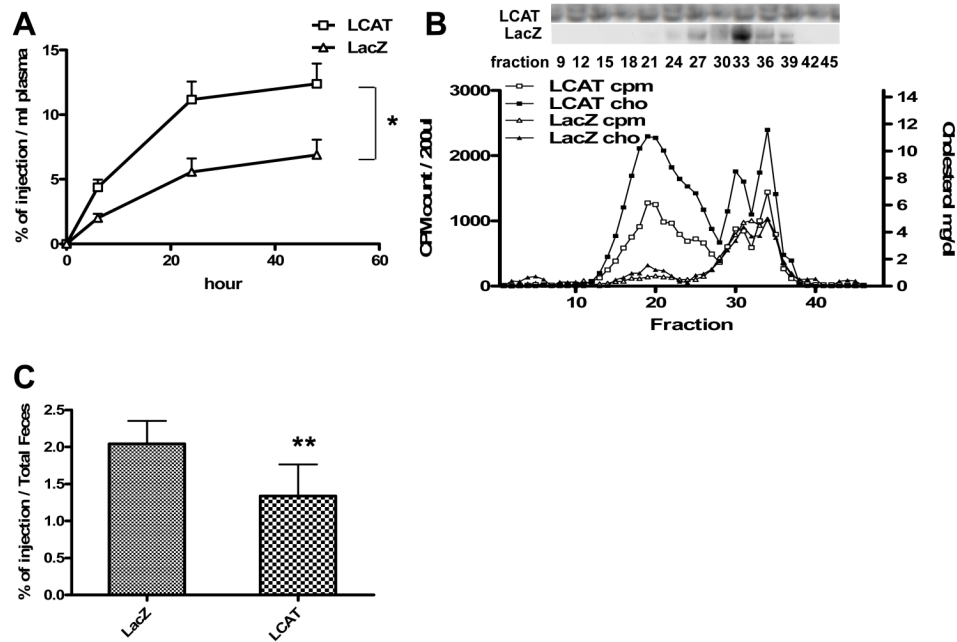 A
LCAT
LacZ
% of injection / ml plasma
15
10
5
0
0 20 40 60
hour
*
B
LCAT
LacZ
fraction 9 12 15 18 21 24 27 30 33 36 39 42 45
LCAT cpm
LCAT cho
LacZ cpm
LacZ cho
CPM count / 200ul
3000
2000
1000
0
14
12
10
8
6
4
2
0
Cholesterol mg/dl
10 20 30 40
Fraction
C
% of injection / Total Feces
2.5
2.0
1.5
1.0
0.5
0.0
**
LacZ
LCAT